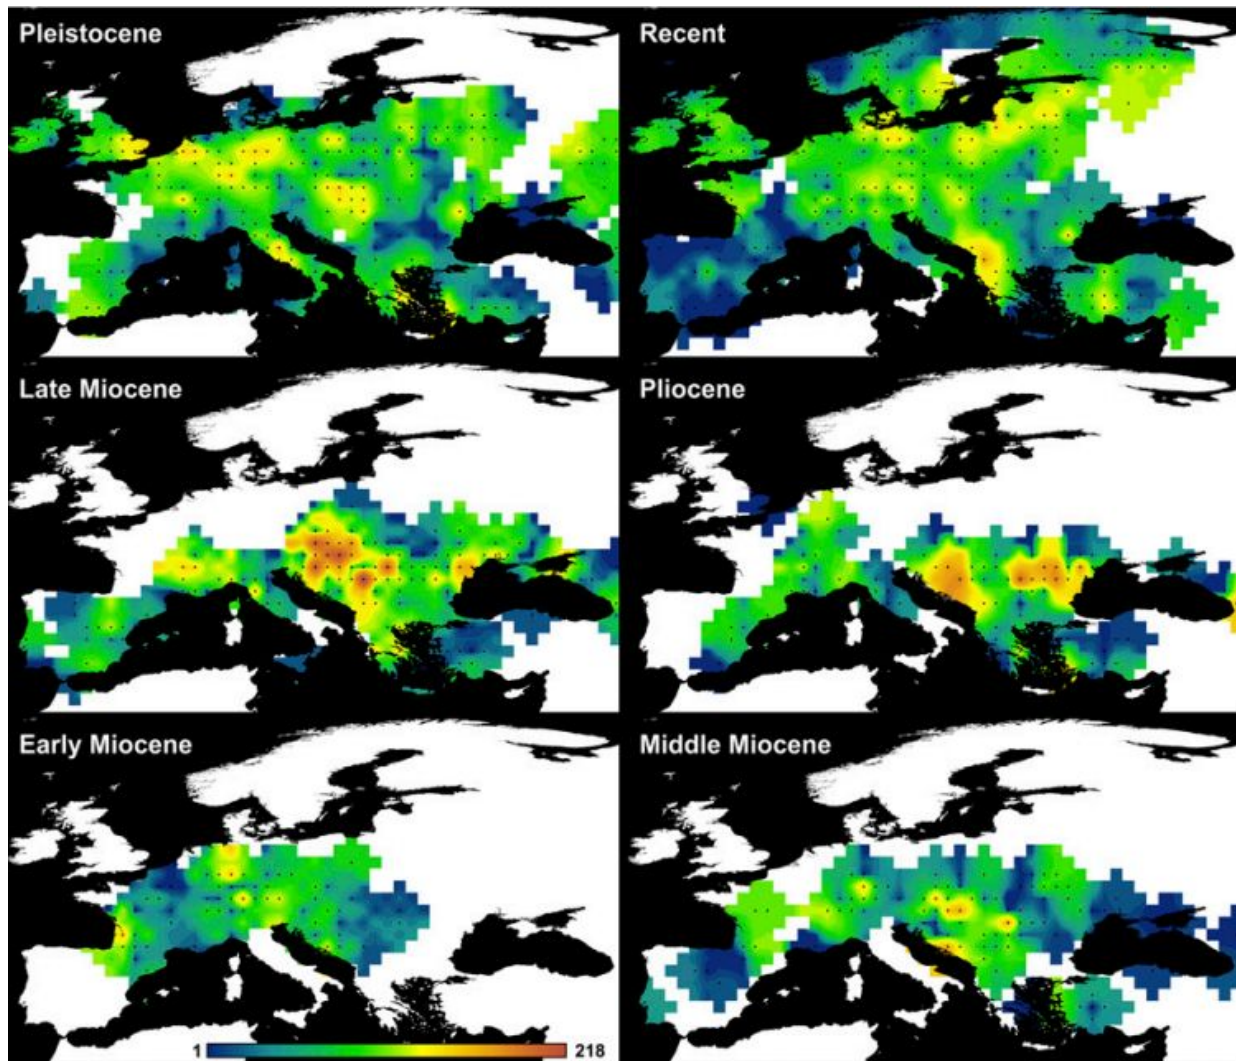 Pleistocene
Recent
Late Miocene
Pliocene
Early Miocene
Middle Miocene
1 218